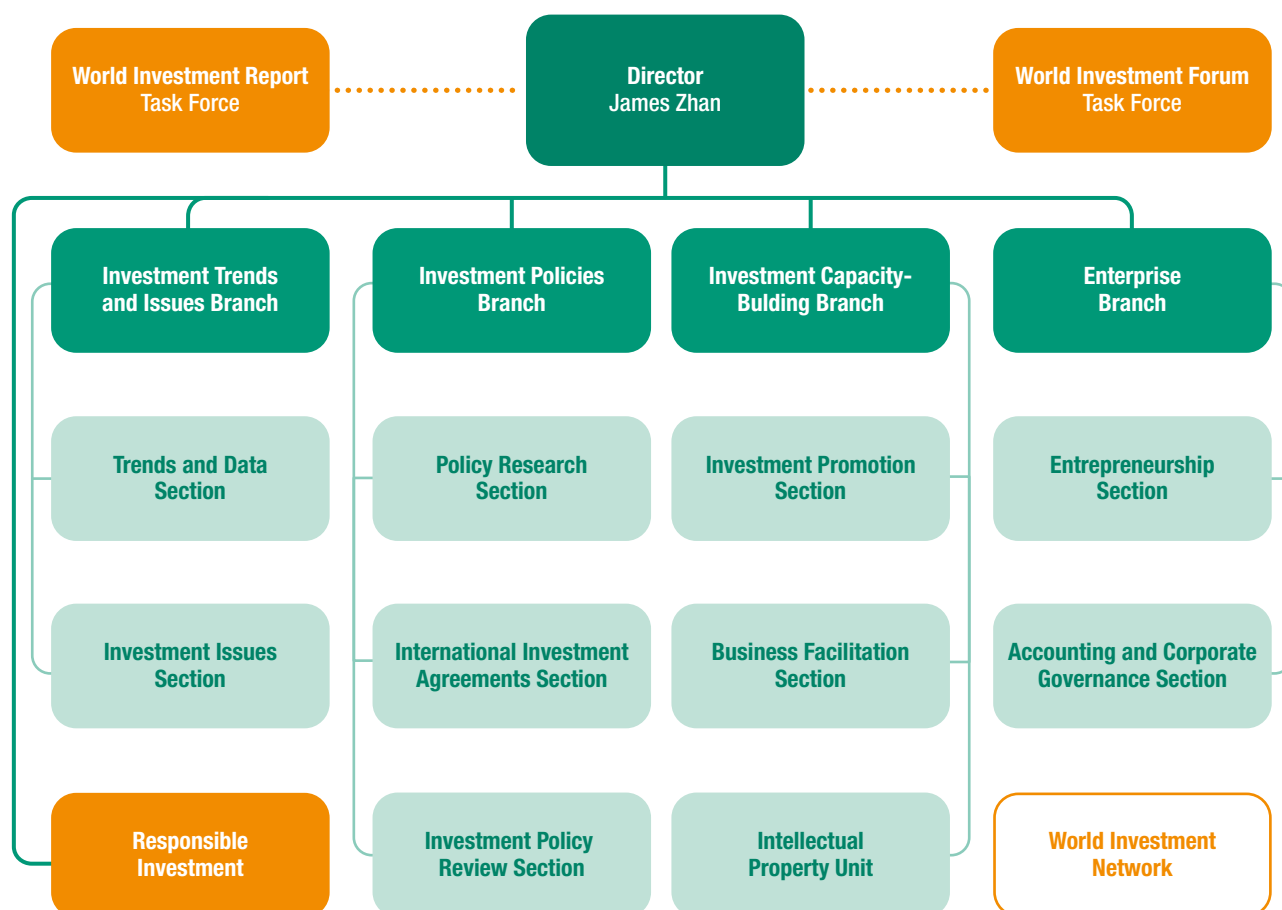 World Investment Report
Task Force
Director
James Zhan
World Investment Forum
Task Force
Investment Trends
and Issues Branch
Investment Policies
Branch
Investment Capacity-
Bulding Branch
Enterprise
Branch
Trends and Data
Section
Policy Research
Section
Investment Promotion
Section
Entrepreneurship
Section
Investment Issues
Section
International Investment
Agreements Section
Business Facilitation
Section
Accounting and Corporate
Governance Section
Responsible
Investment
Investment Policy
Review Section
Intellectual
Property Unit
World Investment
Network